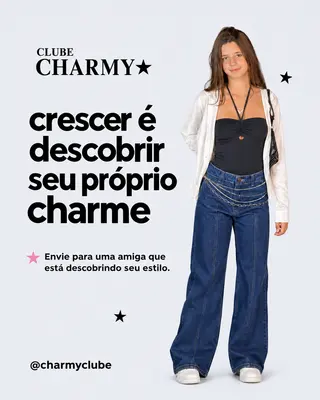 CLUBE
CHARMY★
crescer é
descobrir
seu próprio
charme
Envie para uma amiga que
está descobrindo seu estilo.
@charmyclube